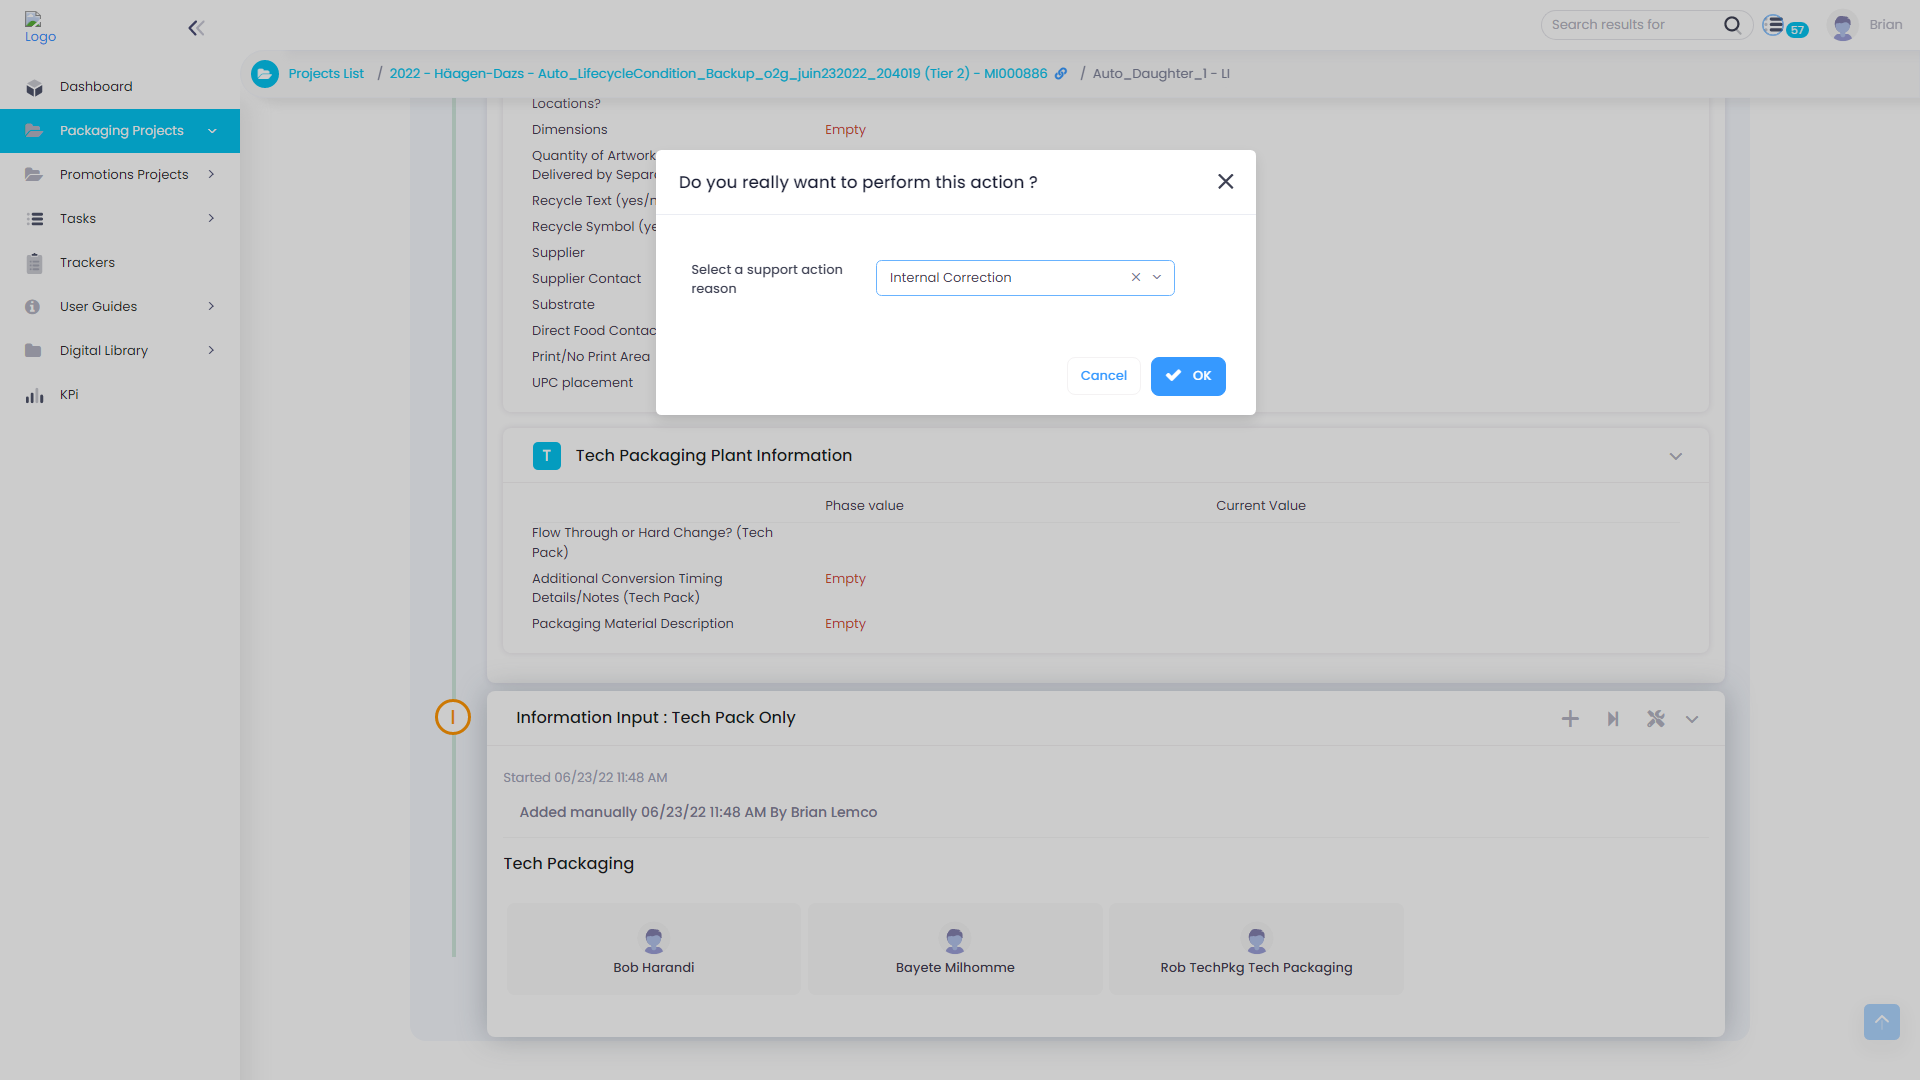 Logo
Search results for
57
Brian
Projects List / 2022 - Häagen-Dazs - Auto_LifecycleCondition_Backup_o2g_juin232022_204019 (Tier 2) - MI000886 / Auto_Daughter_1 - LI
Dashboard
Packaging Projects
Promotions Projects
Tasks
Trackers
User Guides
Digital Library
KPi
Locations?
Dimensions Empty
Quantity of Artwork
Delivered by Separ
Recycle Text (yes/n
Recycle Symbol (ye
Supplier
Supplier Contact
Substrate
Direct Food Contac
Print/No Print Area
UPC placement
Do you really want to perform this action ?
Select a support action
reason
Internal Correction
Cancel
OK
T Tech Packaging Plant Information
Phase value Current Value
Flow Through or Hard Change? (Tech
Pack)
Additional Conversion Timing
Details/Notes (Tech Pack) Empty
Packaging Material Description Empty
I Information Input : Tech Pack Only
Started 06/23/22 11:48 AM
Added manually 06/23/22 11:48 AM By Brian Lemco
Tech Packaging
Bob Harandi
Bayete Milhomme
Rob TechPkg Tech Packaging